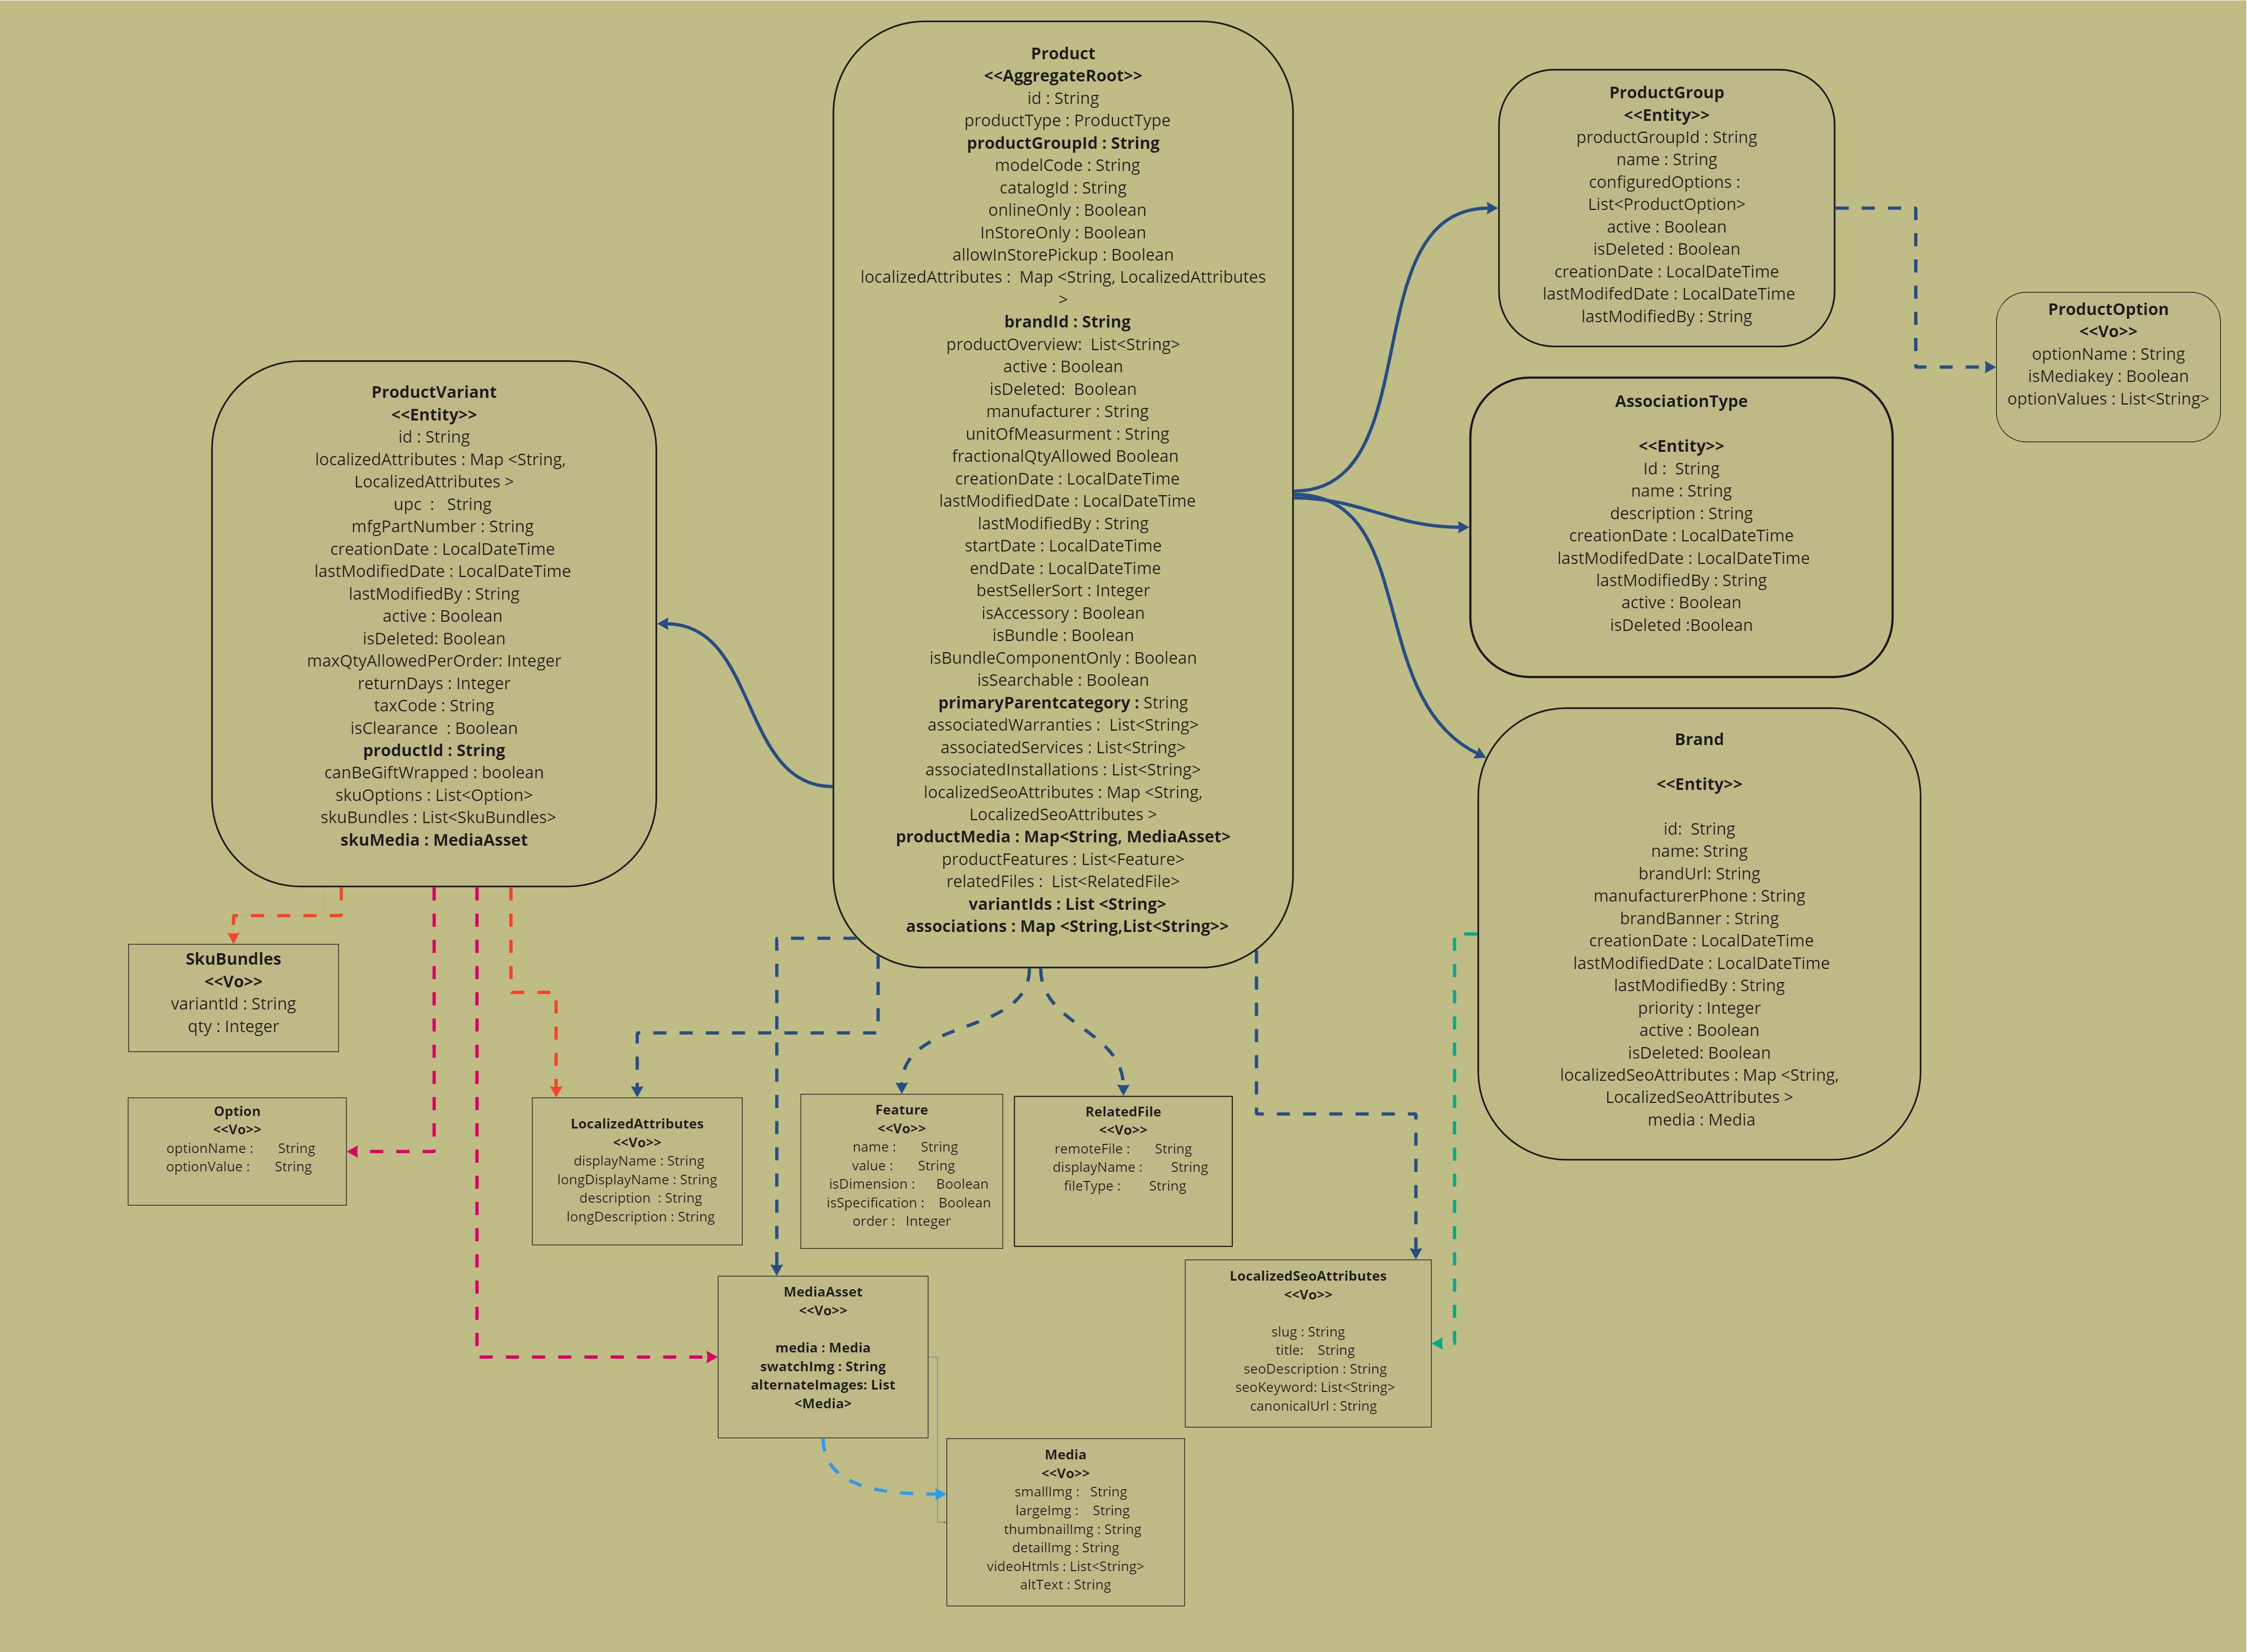 Product
<<AggregateRoot>>
id : String
productType : ProductType
productGroupId : String
modelCode : String
catalogId : String
onlineOnly : Boolean
InStoreOnly : Boolean
allowInStorePickup : Boolean
localizedAttributes :  Map <String, LocalizedAttributes
>
brandId : String
productOverview:  List<String>
active : Boolean
isDeleted:  Boolean
manufacturer : String
unitOfMeasurment : String
fractionalQtyAllowed Boolean
creationDate : LocalDateTime
lastModifiedDate : LocalDateTime
lastModifiedBy : String
startDate : LocalDateTime
endDate : LocalDateTime
bestSellerSort : Integer
isAccessory : Boolean
isBundle : Boolean
isBundleComponentOnly : Boolean
isSearchable : Boolean
primaryParentcategory : String
associatedWarranties :  List<String>
associatedServices : List<String>
associatedInstallations : List<String>
localizedSeoAttributes : Map <String,
LocalizedSeoAttributes >
productMedia : Map<String, MediaAsset>
productFeatures : List<Feature>
relatedFiles :  List<RelatedFile>
variantIds : List <String>
associations : Map <String,List<String>>
ProductGroup
<<Entity>>
productGroupId : String
name : String
configuredOptions :
List<ProductOption>
active : Boolean
isDeleted : Boolean
creationDate : LocalDateTime
lastModifedDate : LocalDateTime
lastModifiedBy : String
ProductOption
<<Vo>>
optionName : String
isMediakey : Boolean
optionValues : List<String>
ProductVariant
<<Entity>>
id : String
localizedAttributes : Map <String,
LocalizedAttributes >
upc  :   String
mfgPartNumber : String
creationDate : LocalDateTime
lastModifiedDate : LocalDateTime
lastModifiedBy : String
active : Boolean
isDeleted: Boolean
maxQtyAllowedPerOrder: Integer
returnDays : Integer
taxCode : String
isClearance  : Boolean
productId : String
canBeGiftWrapped : boolean
skuOptions : List<Option>
skuBundles : List<SkuBundles>
skuMedia : MediaAsset
AssociationType
<<Entity>>
Id :  String
name : String
description : String
creationDate : LocalDateTime
lastModifedDate : LocalDateTime
lastModifiedBy : String
active : Boolean
isDeleted :Boolean
Brand
<<Entity>>
id:  String
name: String
brandUrl: String
manufacturerPhone : String
brandBanner : String
creationDate : LocalDateTime
lastModifiedDate : LocalDateTime
lastModifiedBy : String
priority : Integer
active : Boolean
isDeleted: Boolean
localizedSeoAttributes : Map <String,
LocalizedSeoAttributes >
media : Media
SkuBundles
<<Vo>>
variantId : String
qty : Integer
Option
<<Vo>>
optionName :      String
optionValue :      String
LocalizedAttributes
<<Vo>>
displayName : String
longDisplayName : String
description  : String
longDescription : String
Feature
<<Vo>>
name :      String
value :      String
isDimension :     Boolean
isSpecification :   Boolean
order :   Integer
RelatedFile
<<Vo>>
remoteFile :      String
displayName :       String
fileType :       String
MediaAsset
<<Vo>>
media : Media
swatchImg : String
alternateImages: List
<Media>
LocalizedSeoAttributes
<<Vo>>
slug : String
title:    String
seoDescription : String
seoKeyword: List<String>
canonicalUrl : String
Media
<<Vo>>
smallImg :   String
largeImg :    String
thumbnailImg : String
detailImg : String
videoHtmls : List<String>
altText : String